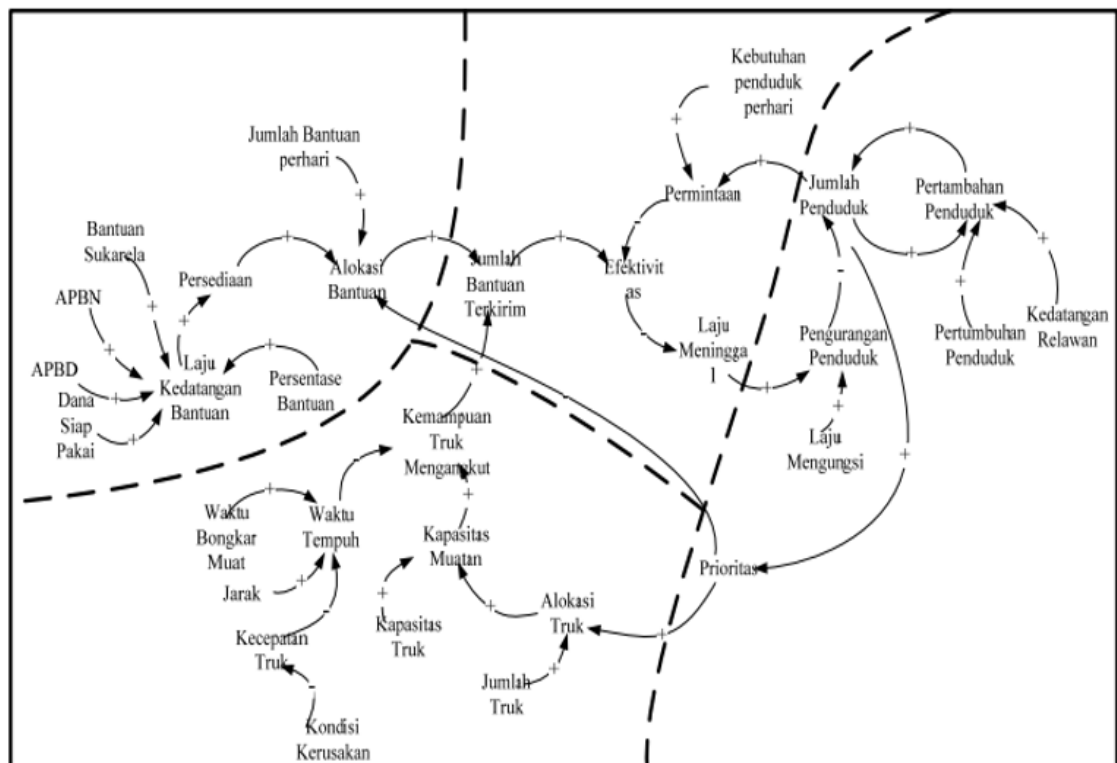 Kebutuhan
penduduk
perhari
Jumlah Bantuan
perhari
Permintaan
Jumlah
Penduduk
Pertambahan
Penduduk
Bantuan
Sukarela
Persediaan
Alokasi
Bantuan
Jumlah
Bantuan
Terkirim
Efektivit
as
APBN
APBD
Dana
Siap
Pakai
Laju
Kedatangan
Bantuan
Persentase
Bantuan
Laju
Meningga
l
Pengurangan
Penduduk
Pertumbuhan
Penduduk
Kedatangan
Relawan
Kemampuan
Truk
Mengangkut
Laju
Mengungsi
Waktu
Bongkar
Muat
Waktu
Tempuh
Kapasitas
Muatan
Prioritas
Jarak
Kapasitas
Truk
Alokasi
Truk
Kecepatan
Truk
Jumlah
Truk
Kondisi
Kerusakan